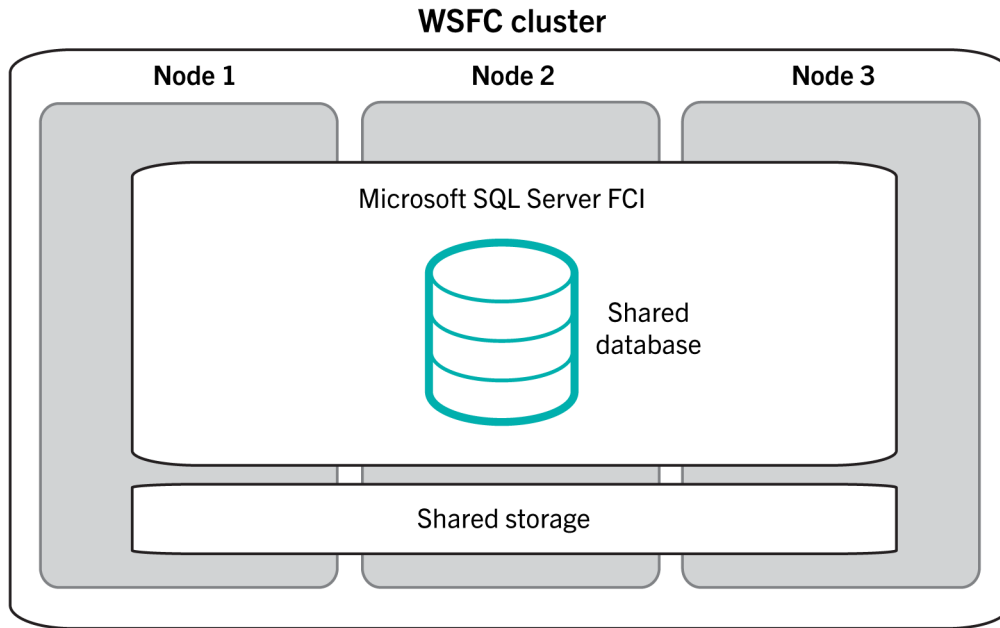 WSFC cluster
Node 1
Node 2
Node 3
Microsoft SQL Server FCI
Shared
database
Shared storage